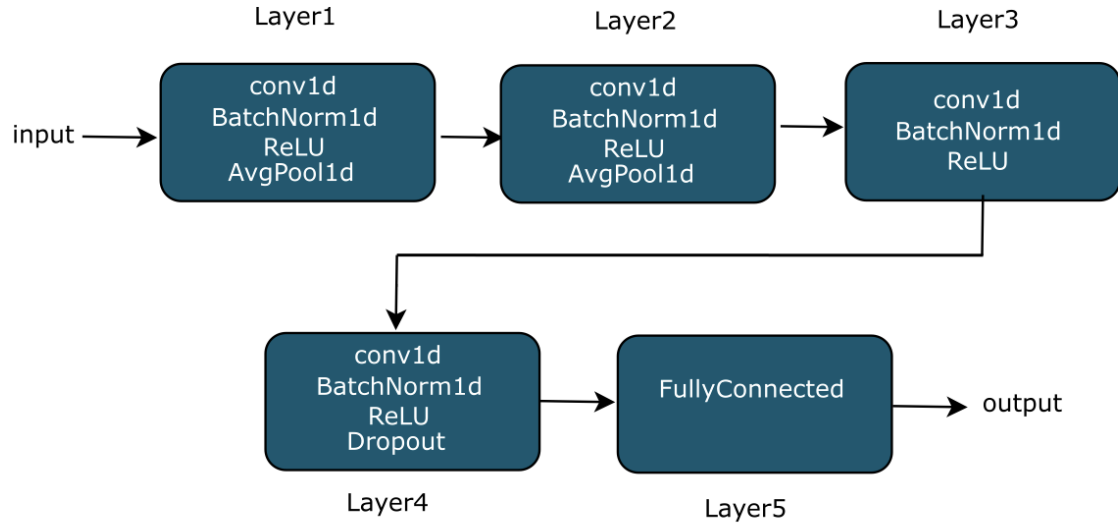 Layer1
Layer2
Layer3
input
conv1d
BatchNorm1d
ReLU
AvgPool1d
conv1d
BatchNorm1d
ReLU
AvgPool1d
conv1d
BatchNorm1d
ReLU
conv1d
BatchNorm1d
ReLU
Dropout
FullyConnected
output
Layer4
Layer5